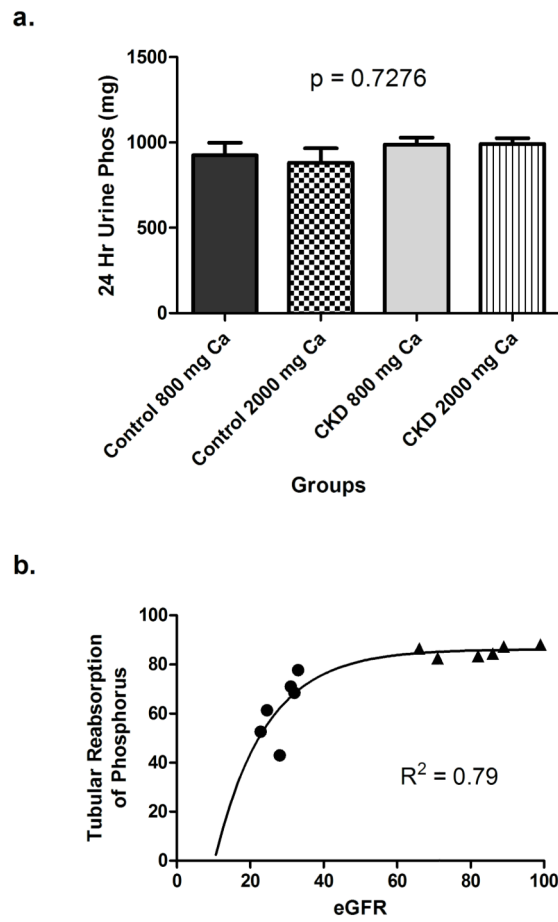 a.
p = 0.7276
24 Hr Urine Phos (mg)
1500
1000
500
0
Control 800 mg Ca
Control 2000 mg Ca
CKD 800 mg Ca
CKD 2000 mg Ca
Groups
b.
Tubular Reabsorption
of Phosphorus
100
80
60
40
20
0
R² = 0.79
0 20 40 60 80 100
eGFR